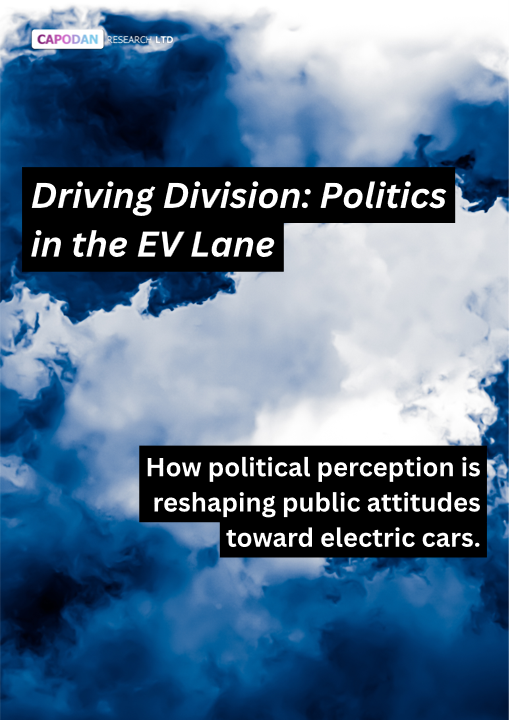 CAPODAN RESEARCH LTD
Driving Division: Politics
in the EV Lane
How political perception is
reshaping public attitudes
toward electric cars.